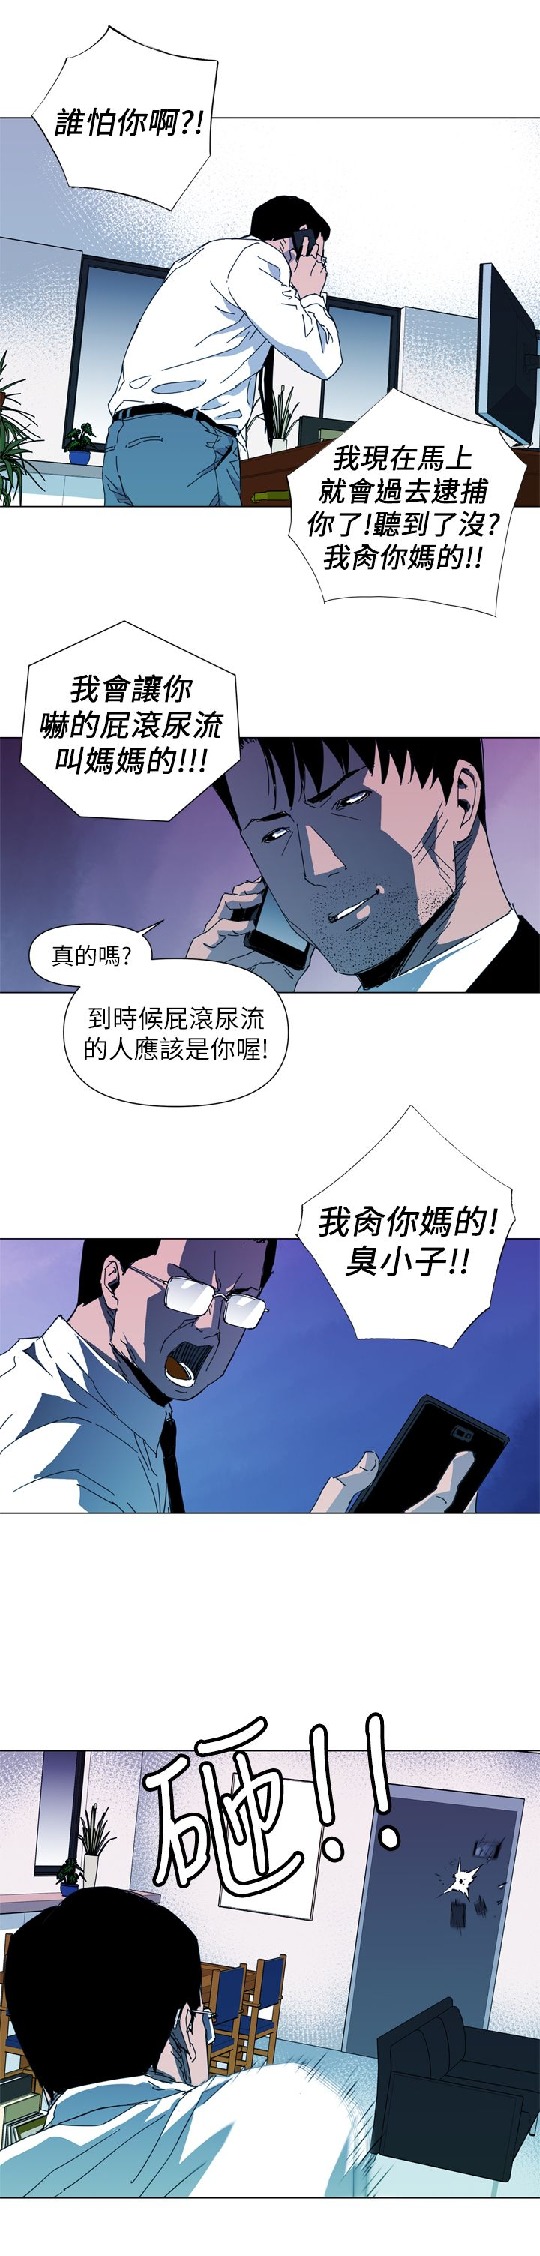 誰怕你啊?!
我現在馬上
就會過去逮捕
你了!聽到了沒?
我肏你媽的!!
我會讓你
嚇的屁滾尿流
叫媽媽的!!!
真的嗎?
到時候屁滾尿流
的人應該是你喔!
我肏你媽的!
臭小子!!
砸!!